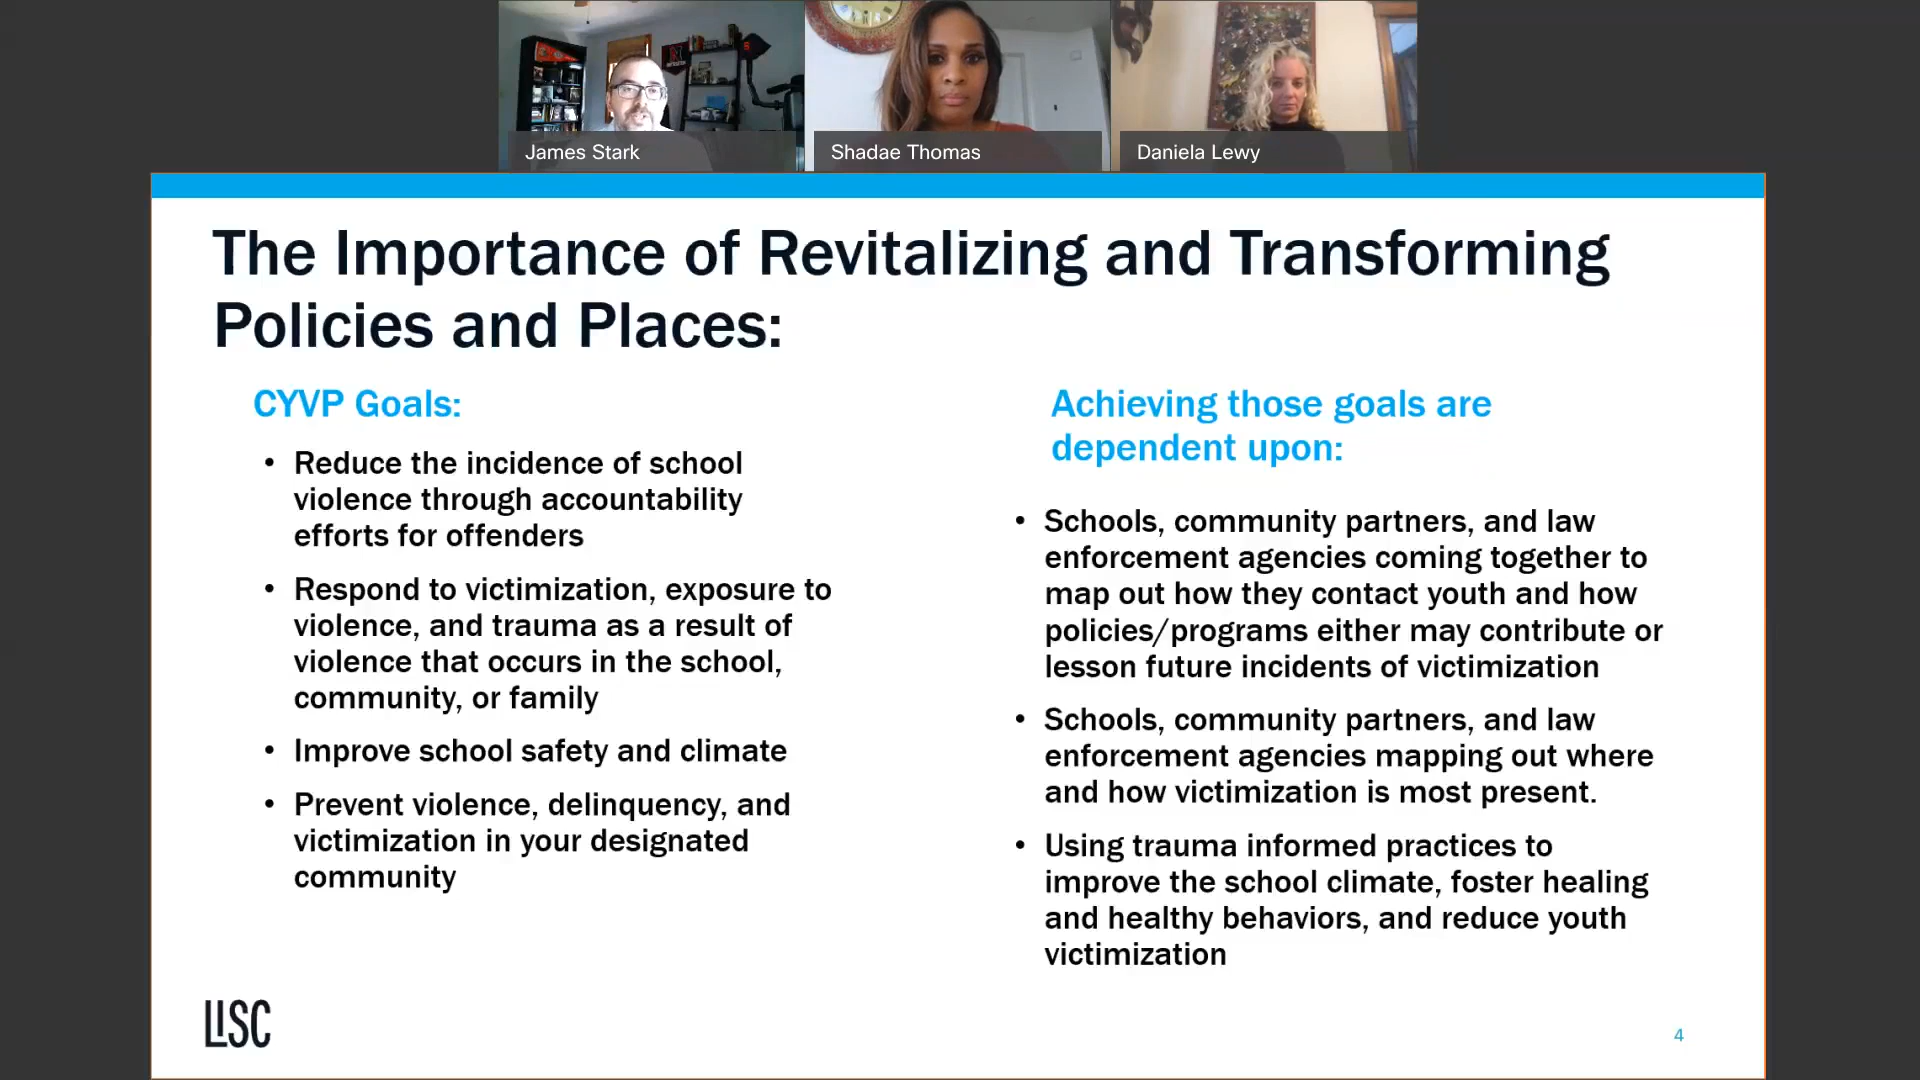 James Stark
Shadae Thomas
Daniela Lewy
The Importance of Revitalizing and Transforming
Policies and Places:
CYVP Goals:
• Reduce the incidence of school
violence through accountability
efforts for offenders
• Respond to victimization, exposure to
violence, and trauma as a result of
violence that occurs in the school,
community, or family
• Improve school safety and climate
• Prevent violence, delinquency, and
victimization in your designated
community
Achieving those goals are
dependent upon:
• Schools, community partners, and law
enforcement agencies coming together to
map out how they contact youth and how
policies/programs either may contribute or
lesson future incidents of victimization
• Schools, community partners, and law
enforcement agencies mapping out where
and how victimization is most present.
• Using trauma informed practices to
improve the school climate, foster healing
and healthy behaviors, and reduce youth
victimization
LISC
4